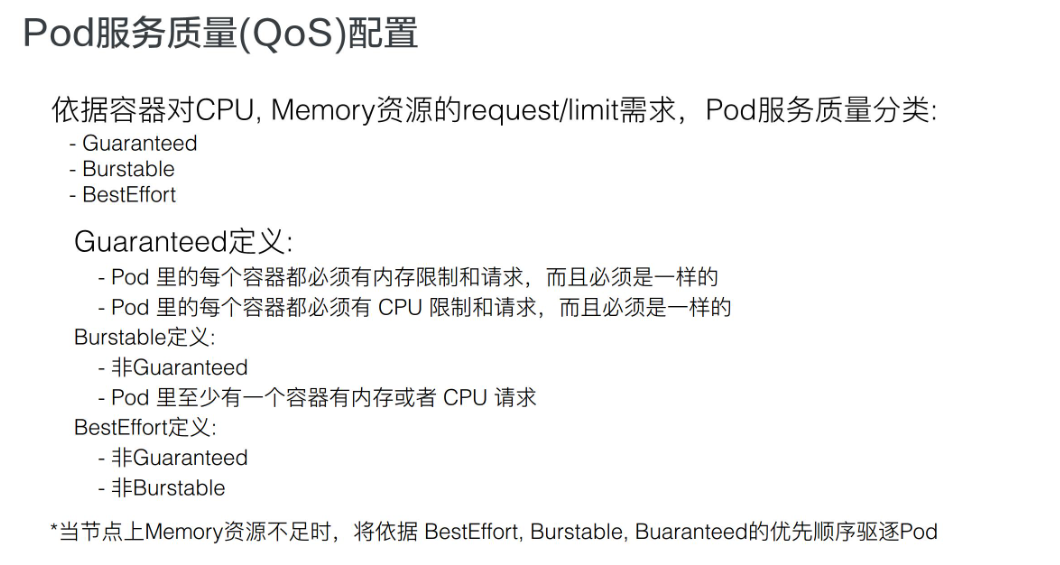 Pod服务质量(QoS)配置
依据容器对CPU, Memory资源的request/limit需求，Pod服务质量分类:
- Guaranteed
- Burstable
- BestEffort
Guaranteed定义:
- Pod 里的每个容器都必须有内存限制和请求，而且必须是一样的
- Pod 里的每个容器都必须有 CPU 限制和请求，而且必须是一样的
Burstable定义:
- 非Guaranteed
- Pod 里至少有一个容器有内存或者 CPU 请求
BestEffort定义:
- 非Guaranteed
- 非Burstable
*当节点上Memory资源不足时，将依据 BestEffort, Burstable, Buaranteed的优先顺序驱逐Pod